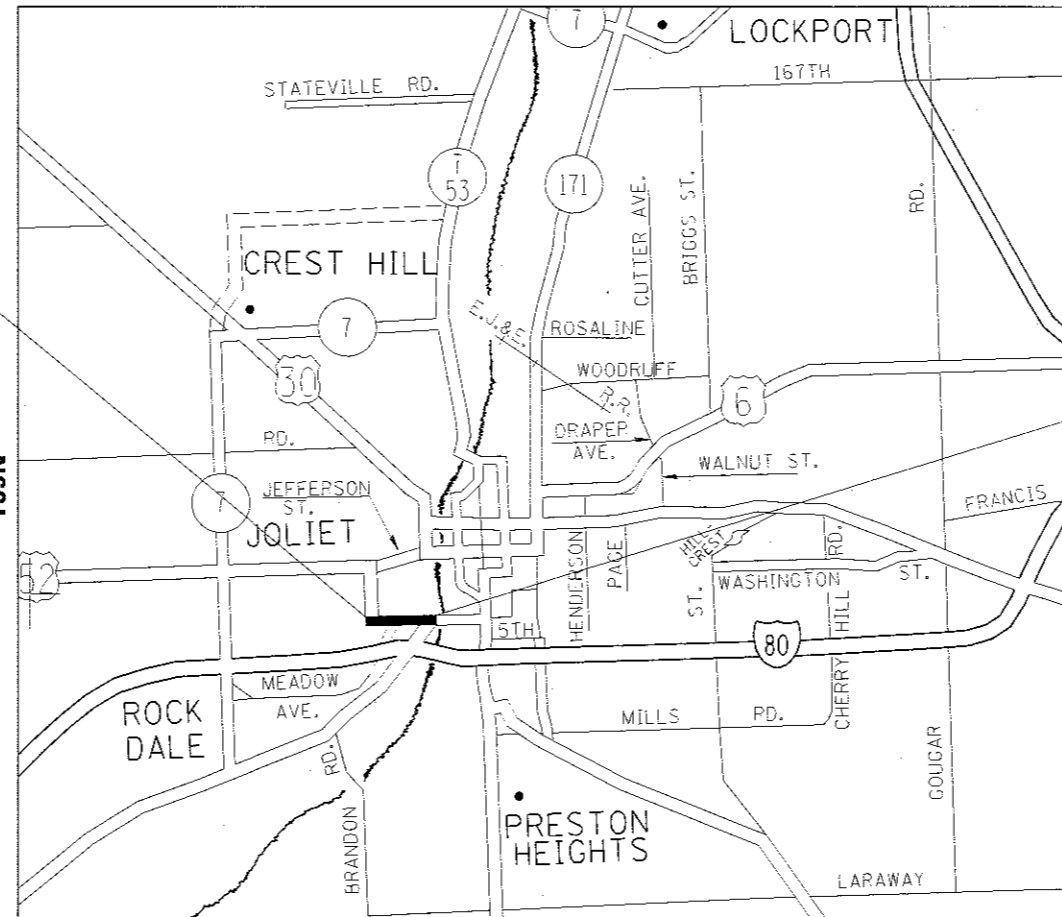 7
LOCKPORT
STATEVILLE RD.
167TH
7
53
171
CUTTER AVE.
BRIGGS ST.
RD.
CREST HILL
7
E.J.&E.
R.R.
ROSALINE
WOODRUFF
30
6
DRAPER
AVE.
WALNUT ST.
RD.
7
JEFFERSON
ST.
JOLIET
FRANCIS
HILL
CREST
HENDERSON
PAGE
RD.
52
ST.
WASHINGTON
ST.
5TH
80
CHERRY HILL
MEADOW
AVE.
ROCK
DALE
MILLS RD.
RD.
BRANDON
GOUGAR
PRESTON
HEIGHTS
LARAWAY